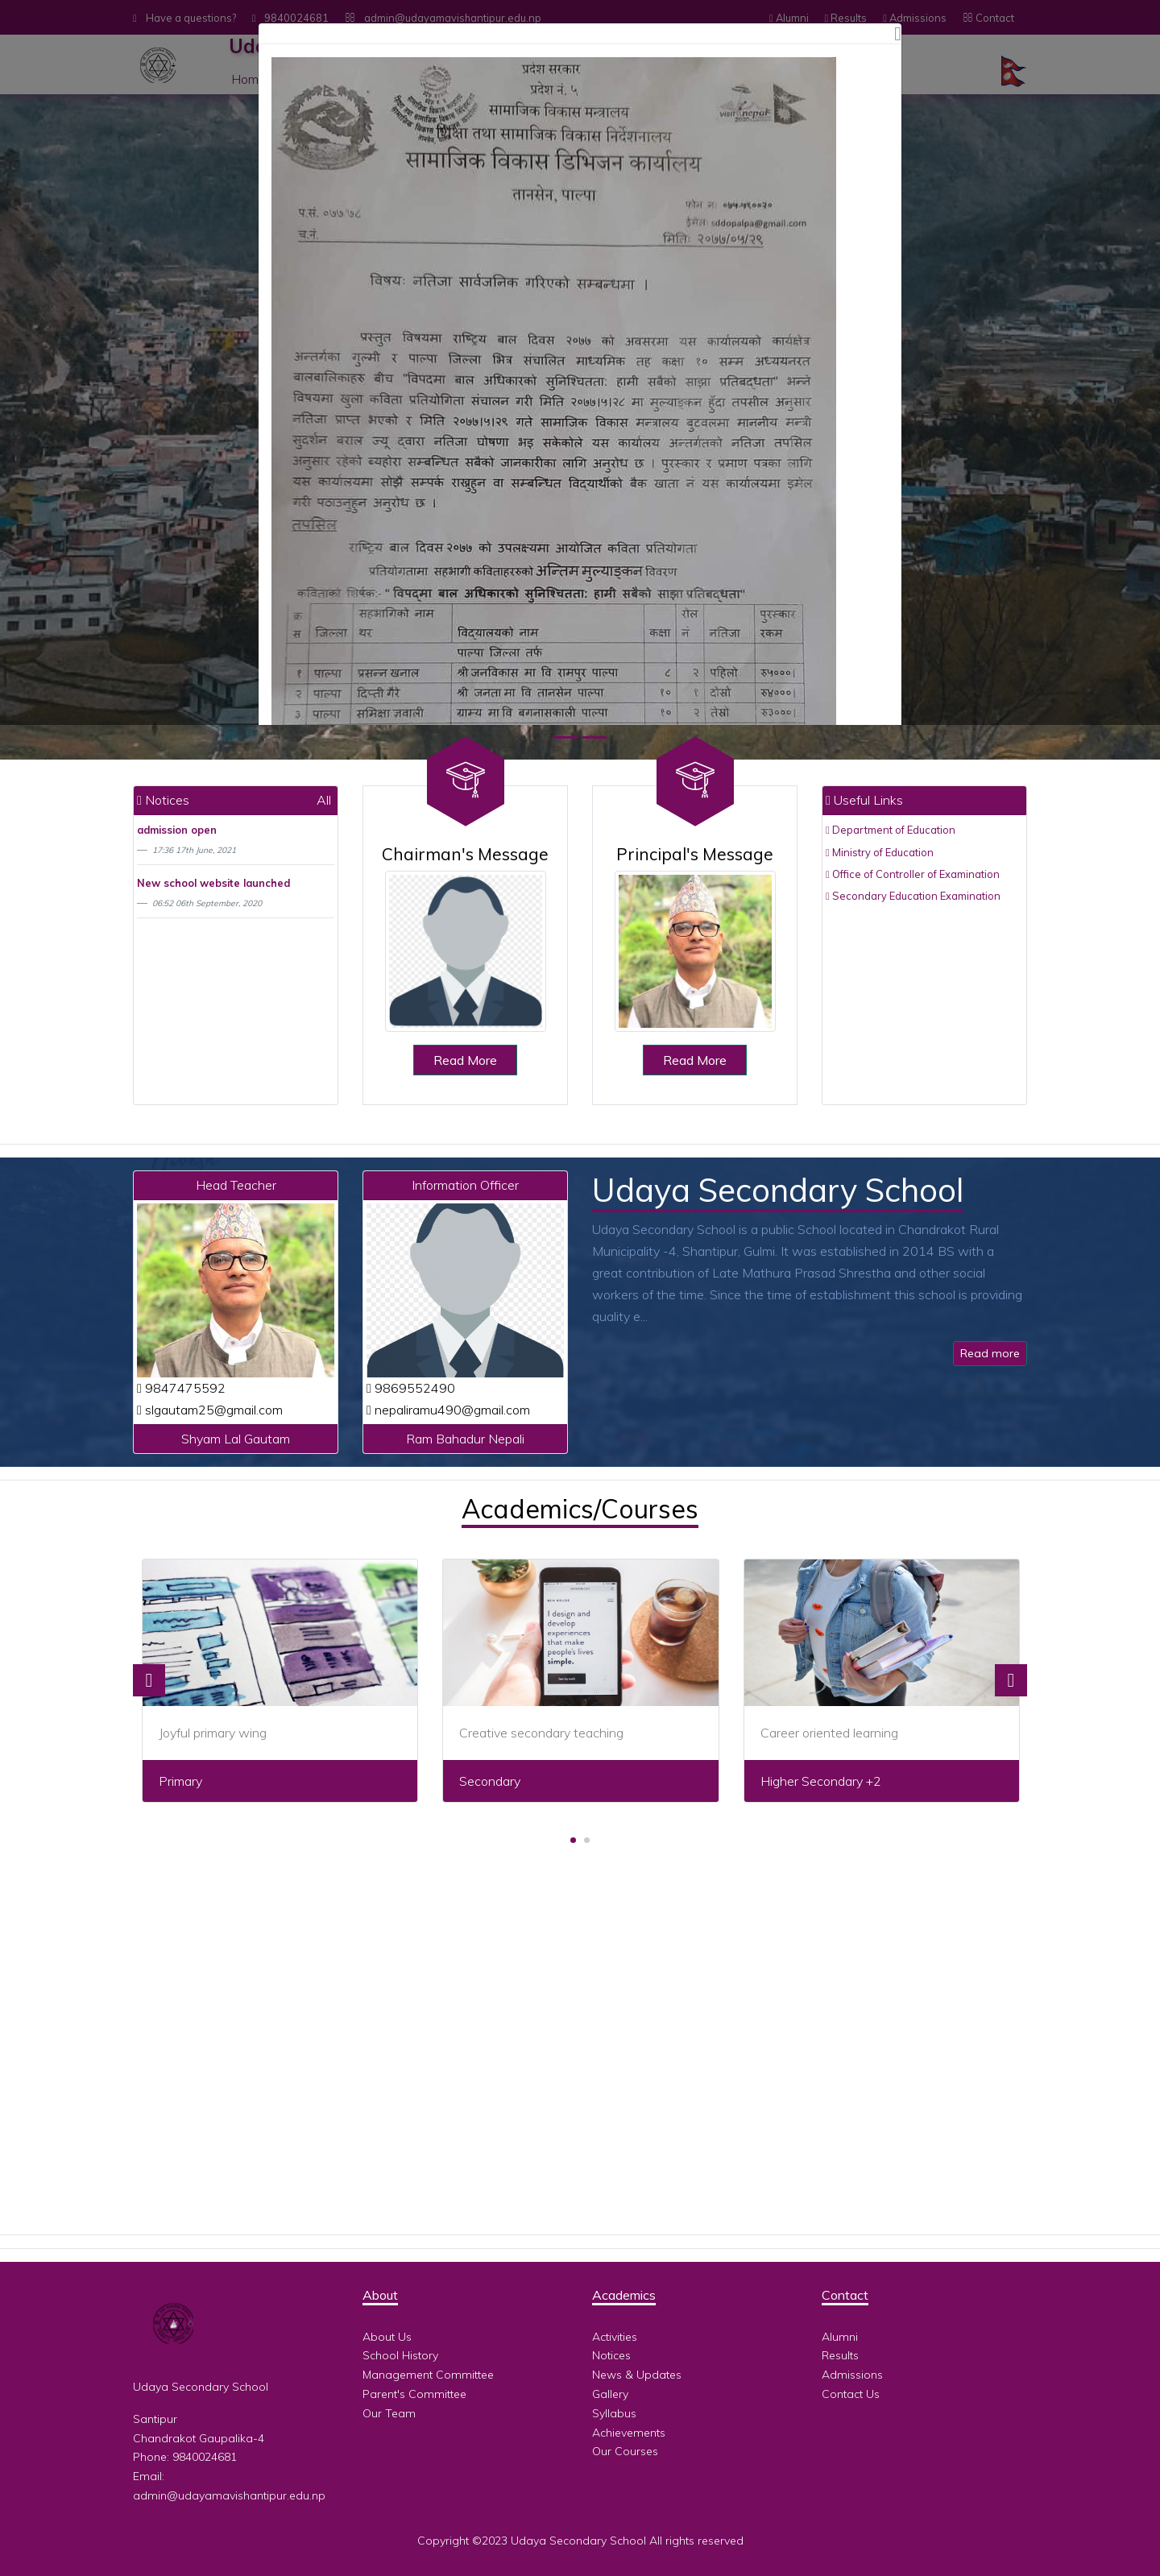 Have a questions? 9840024681 admin@udayamavishantipur.edu.np Alumni Results Admissions Contact
प्रदेश सरकार
प्रदेश नं. ५
सामाजिक विकास मन्त्रालय
शिक्षा तथा सामाजिक विकास निर्देशनालय
सामाजिक विकास डिभिजन कार्यालय
तानसेन, पाल्पा
प.सं. ०७७/७८
ईमेल: sddopalpa@gmail.com
च.नं.
मिति: २०७७/०५/२९
विषयः नतिजा सार्वजनिक गरिएको सम्बन्धमा ।
प्रस्तुत विषयमा राष्ट्रिय बाल दिवस २०७७ को अवसरमा यस कार्यालयको कार्यक्षेत्र
अन्तर्गतका गुल्मी र पाल्पा जिल्ला भित्र संचालित माध्यमिक तह कक्षा १० सम्म अध्ययनरत
बालबालिकाहरु बीच "विपदमा बाल अधिकारको सुनिश्चितता: हामी सबैको साझा प्रतिबद्धता" भन्ने
विषयमा खुला कविता प्रतियोगिता संचालन गरी मिति २०७७।५।२८ मा मुल्याङ्कन हुँदा तपसील अनुसार
नतिजा प्राप्त भएको र मिति २०७७।५।२९ गते सामाजिक विकास मन्त्रालय बुटवलमा माननीय मन्त्री
सुदर्शन बराल ज्यू द्वारा नतिजा घोषणा भइ सकेकोले यस कार्यालय अन्तर्गतको नतिजा तपसिल
अनुसार रहेको ब्यहोरा सम्बन्धित सबैको जानकारीका लागि अनुरोध छ । पुरस्कार र प्रमाण पत्रका लागि
यस कार्यालयमा सोझै सम्पर्क राख्नुहुन वा सम्बन्धित विद्यार्थीको बैक खाता नं यस कार्यालयमा इमेल
गरी पठाउनुहुन अनुरोध छ ।
तपसिल
राष्ट्रिय बाल दिवस २०७७ को उपलक्ष्यमा आयोजित कविता प्रतियोगता
प्रतियोगतामा सहभागी कविताहरुको अन्तिम मुल्याङ्कन विवरण
कविताको शिर्षक:- " विपद्मा बाल अधिकारको सुनिश्चितता: हामी सबैको साझा प्रतिबद्धता"
क्र स जिल्ला सहभागिको नाम थर विद्यालयको नाम कक्षा रोल नं नतिजा पुरस्कार रकम
पाल्पा जिल्ला तर्फ
१ पाल्पा प्रसन्न खनाल श्री जनविकास मा वि रामपुर पाल्पा ८ २ पहिलो रु५०००।
२ पाल्पा दिप्ती गैरे श्री जनता मा वि तानसेन पाल्पा १० १ दोस्रो रु४०००।
३ पाल्पा समिक्षा ज्ञवाली ग्राम्य मा वि बगनासकाली पाल्पा १० २ तेस्रो रु३०००।
Notices All
admission open
17:36 17th June, 2021
New school website launched
06:52 06th September, 2020
Chairman's Message
Read More
Principal's Message
Read More
Useful Links
Department of Education
Ministry of Education
Office of Controller of Examination
Secondary Education Examination
Head Teacher
9847475592
slgautam25@gmail.com
Shyam Lal Gautam
Information Officer
9869552490
nepaliramu490@gmail.com
Ram Bahadur Nepali
Udaya Secondary School
Udaya Secondary School is a public School located in Chandrakot Rural
Municipality -4, Shantipur, Gulmi. It was established in 2014 BS with a
great contribution of Late Mathura Prasad Shrestha and other social
workers of the time. Since the time of establishment this school is providing
quality e...
Read more
Academics/Courses
Joyful primary wing
Primary
I design and
develop
experiences
that make
people's lives
simple.
Creative secondary teaching
Secondary
Career oriented learning
Higher Secondary +2
Udaya Secondary School
Santipur
Chandrakot Gaupalika-4
Phone: 9840024681
Email:
admin@udayamavishantipur.edu.np
About
About Us
School History
Management Committee
Parent's Committee
Our Team
Academics
Activities
Notices
News & Updates
Gallery
Syllabus
Achievements
Our Courses
Contact
Alumni
Results
Admissions
Contact Us
Copyright ©2023 Udaya Secondary School All rights reserved